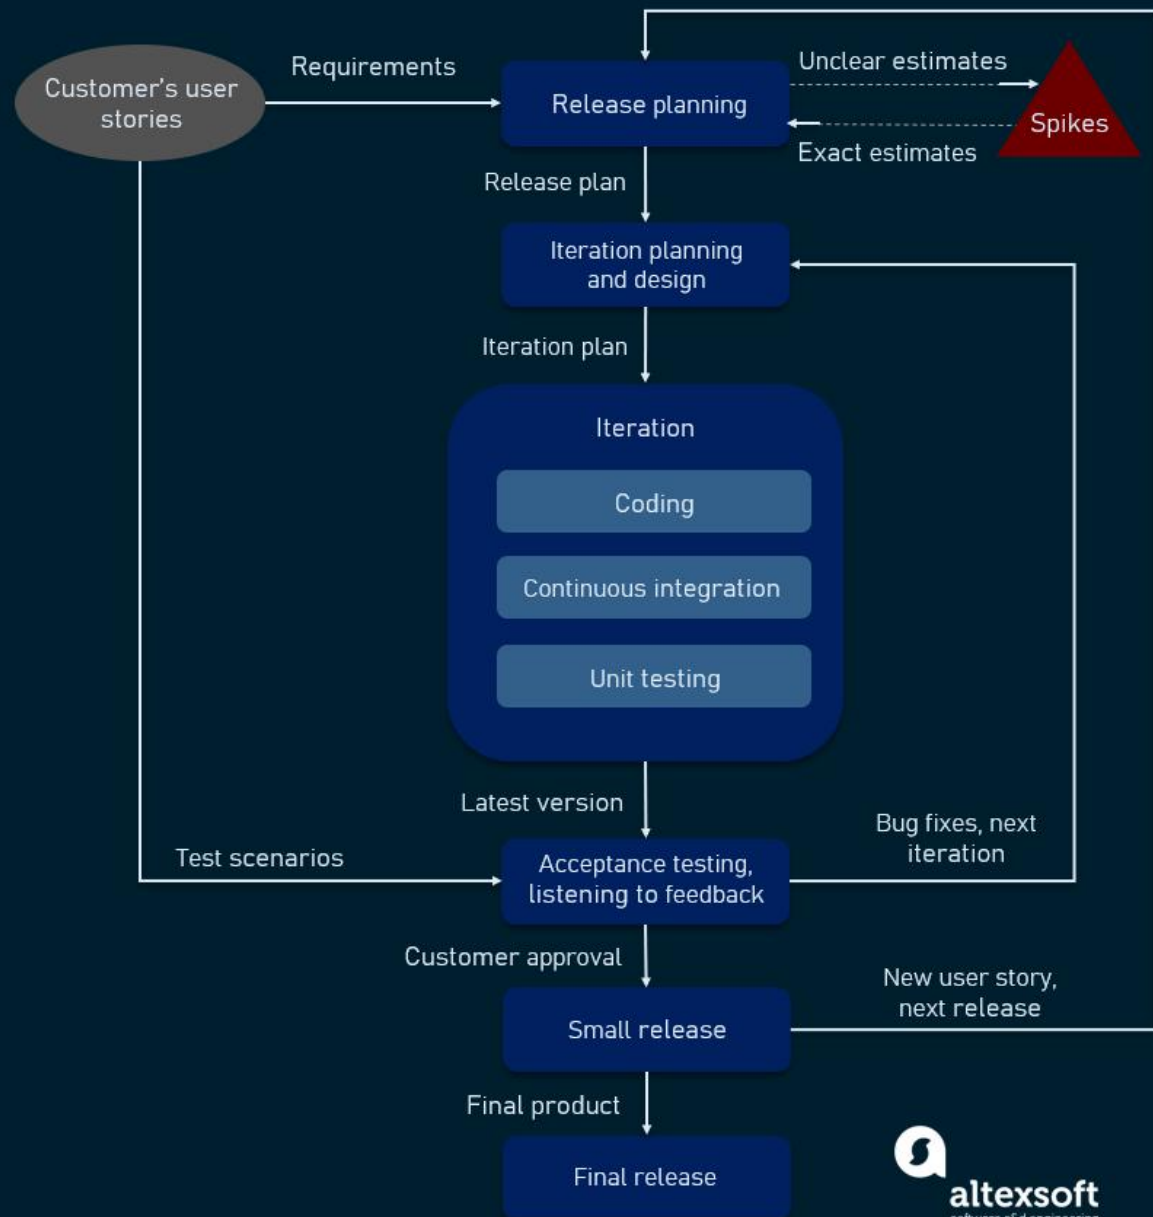 Customer's user
stories
Requirements
Release planning
Unclear estimates
Spikes
Exact estimates
Release plan
Iteration planning
and design
Iteration plan
Iteration
Coding
Continuous integration
Unit testing
Latest version
Bug fixes, next
iteration
Test scenarios
Acceptance testing,
listening to feedback
Customer approval
New user story,
next release
Small release
Final product
Final release
altexsoft